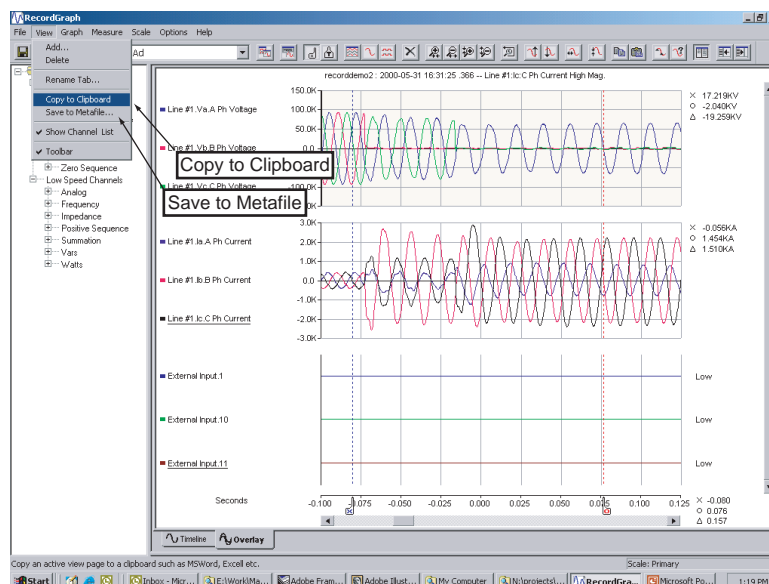 RecordGraph
File View Graph Measure Scale Options Help
Add...
Delete
Rename Tab...
Copy to Clipboard
Save to Metafile...
Show Channel List
Toolbar
Ad
Zero Sequence
Low Speed Channels
Analog
Frequency
Impedance
Positive Sequence
Summation
Vars
Watts
Copy to Clipboard
Save to Metafile
recorddemo2 : 2000-05-31 16:31:25 .366 -- Line #1:Ic:C Ph Current High Mag.
150.0K
100.0K
50.0K
0.0
-100.0K
Line #1.Va.A Ph Voltage
Line #1.Vb.B Ph Voltage
Line #1.Vc.C Ph Voltage
× 17.219KV
O -2.040KV
Δ -19.259KV
3.0K
2.0K
1.0K
0.0
-1.0K
-2.0K
-3.0K
Line #1.Ia.A Ph Current
Line #1.Ib.B Ph Current
Line #1.Ic.C Ph Current
× -0.056KA
O 1.454KA
Δ 1.510KA
External Input.1 Low
External Input.10 Low
External Input.11 Low
Seconds
-0.100 -0.075 -0.050 -0.025 0.000 0.025 0.050 0.075 0.100 0.125
× -0.080
O 0.076
Δ 0.157
Timeline Overlay
Copy an active view page to a clipboard such as MSWord, Excell etc. Scale: Primary
Start Inbox - Micr... E:\Work\Ma... Adobe Fram... Adobe Illust... My Computer N:\projects\... RecordGra... Microsoft Po... 1:19 PM